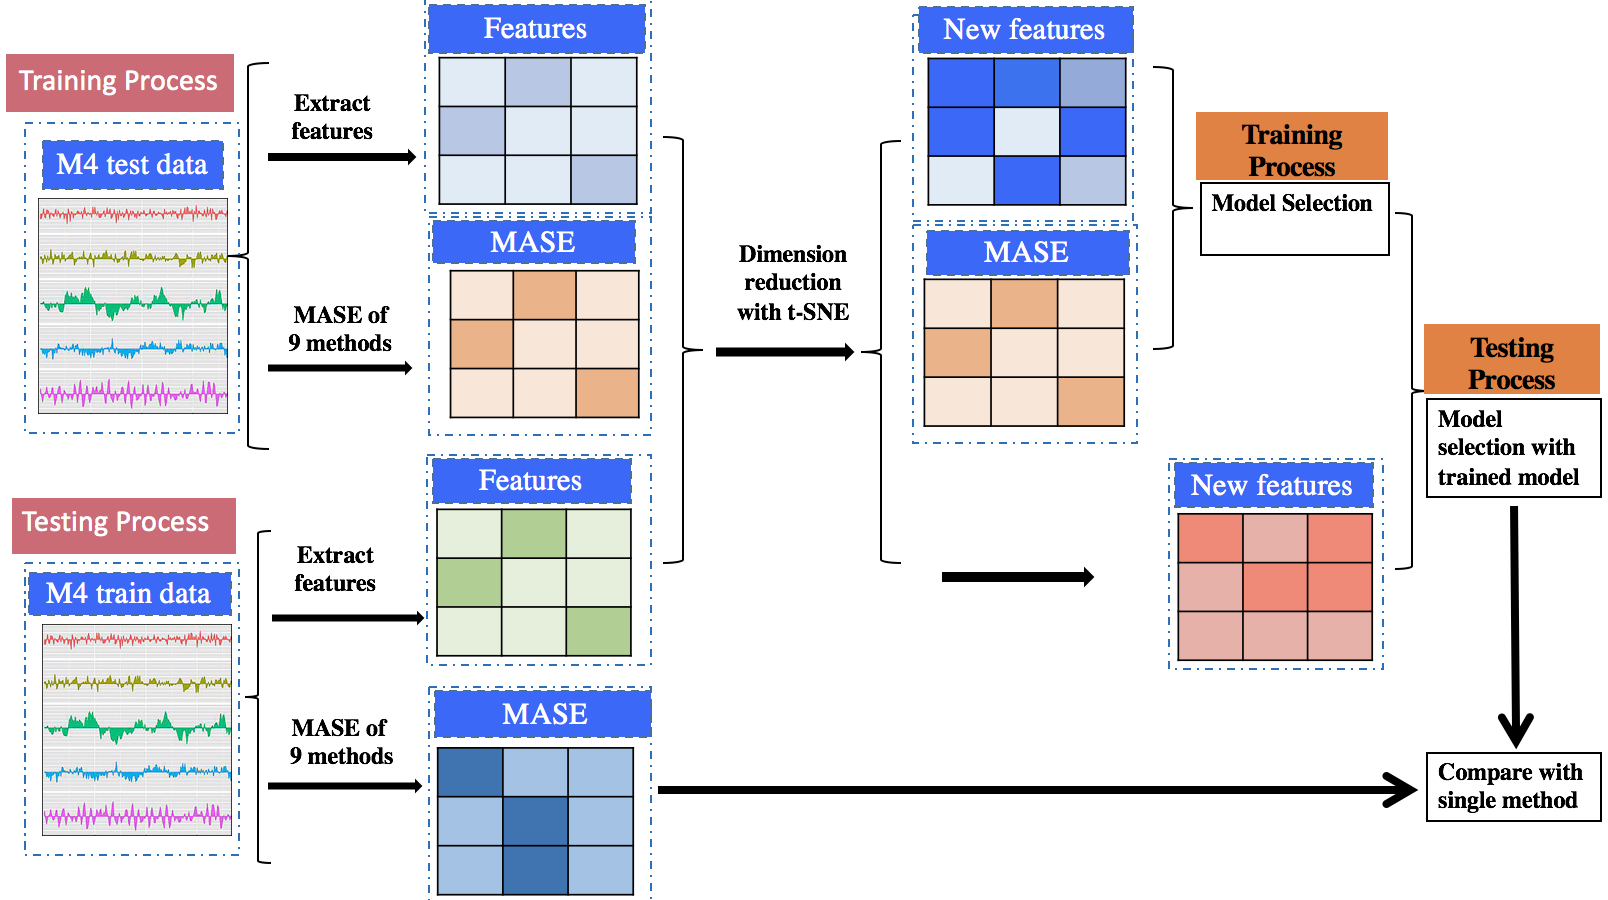 Training Process
M4 test data
Extract
features
MASE of
9 methods
Features
MASE
Testing Process
M4 train data
Extract
features
MASE of
9 methods
Features
MASE
Dimension
reduction
with t-SNE
New features
MASE
New features
Training
Process
Model Selection
Testing
Process
Model
selection with
trained model
Compare with
single method